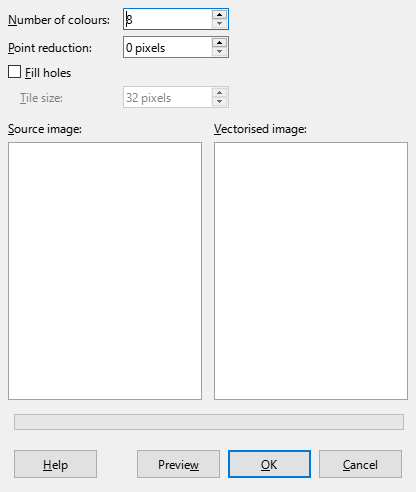 Number of colours: 8
Point reduction: 0 pixels
Fill holes
Tile size: 32 pixels
Source image: Vectorised image:
Help Preview OK Cancel